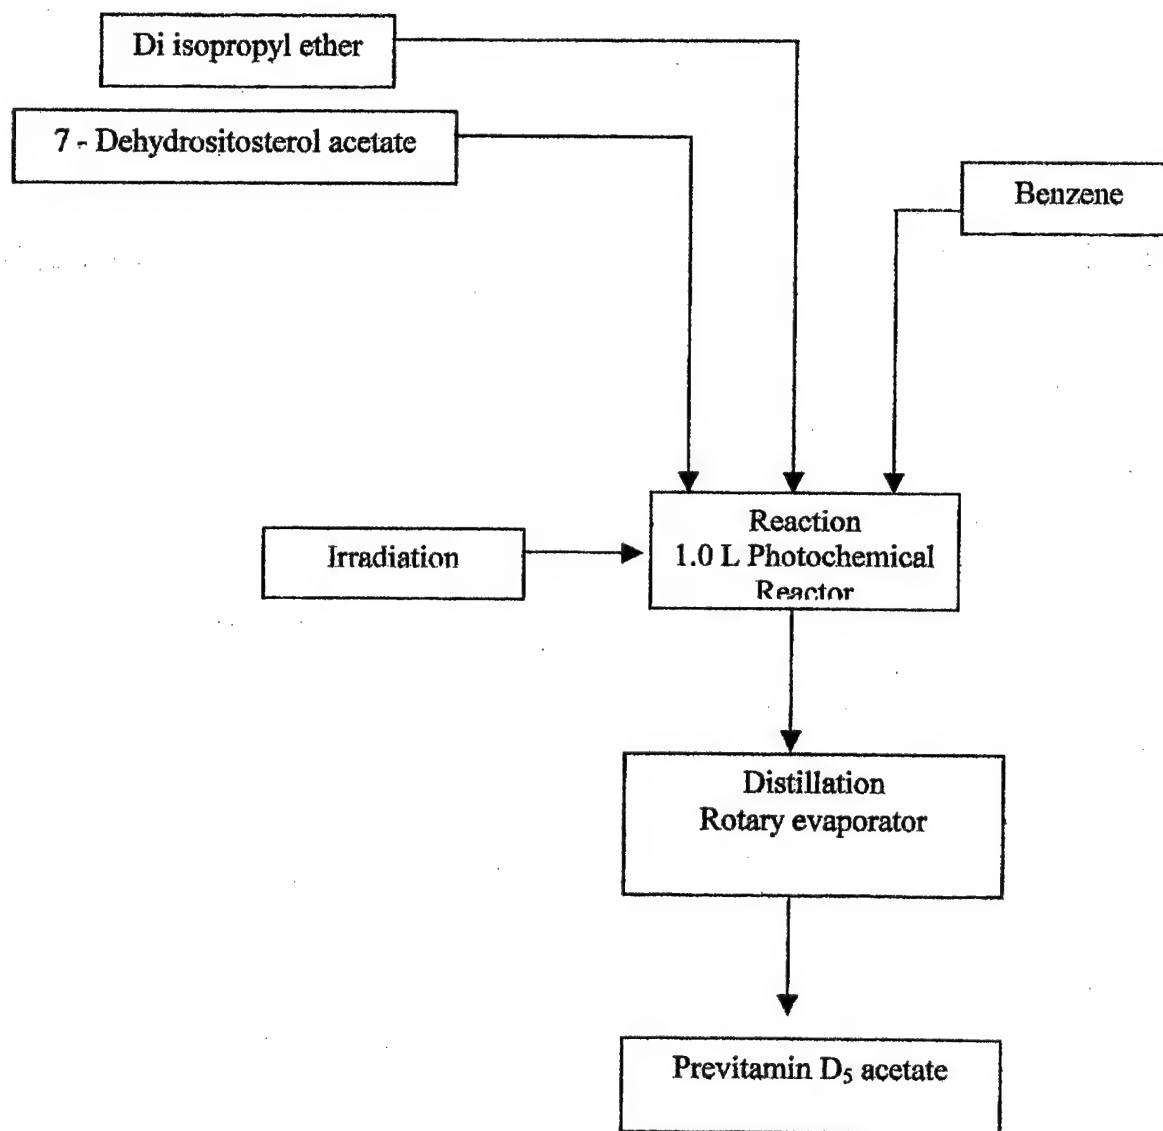 Di isopropyl ether
7 - Dehydrositosterol acetate
Benzene
Reaction
1.0 L Photochemical
Reactor
Irradiation
Distillation
Rotary evaporator
Previtamin D₅ acetate